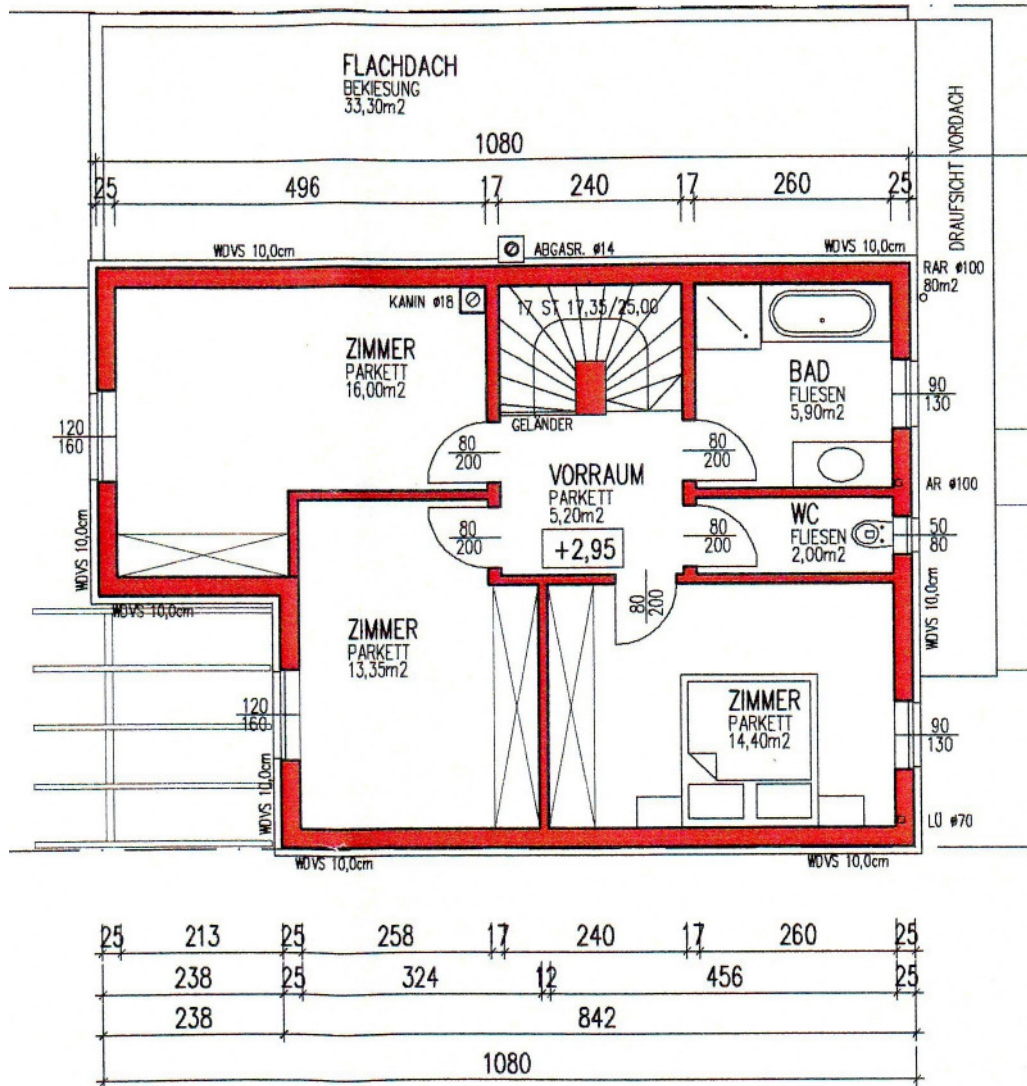 FLACHDACH
BEKIESUNG
33,30m2
DRAUFSICHT VORDACH
1080
25 496 17 240 17 260 25
WDVS 10,0cm
ABGASR. ø14
WDVS 10,0cm
RAR ø100
80m2
KAMIN ø18
17 ST 17,35/25,00
ZIMMER
PARKETT
16,00m2
BAD
FLIESEN
5,90m2
90
130
120
160
GELÄNDER
80
200
80
200
VORRAUM
PARKETT
5,20m2
+2,95
AR ø100
WC
FLIESEN
2,00m2
50
80
80
200
80
200
80
200
WDVS 10,0cm
WDVS 10,0cm
WDVS 10,0cm
ZIMMER
PARKETT
13,35m2
ZIMMER
PARKETT
14,40m2
120
160
90
130
WDVS 10,0cm
LÜ ø70
WDVS 10,0cm
WDVS 10,0cm
25 213 25 258 17 240 17 260 25
238 25 324 12 456 25
238 842
1080